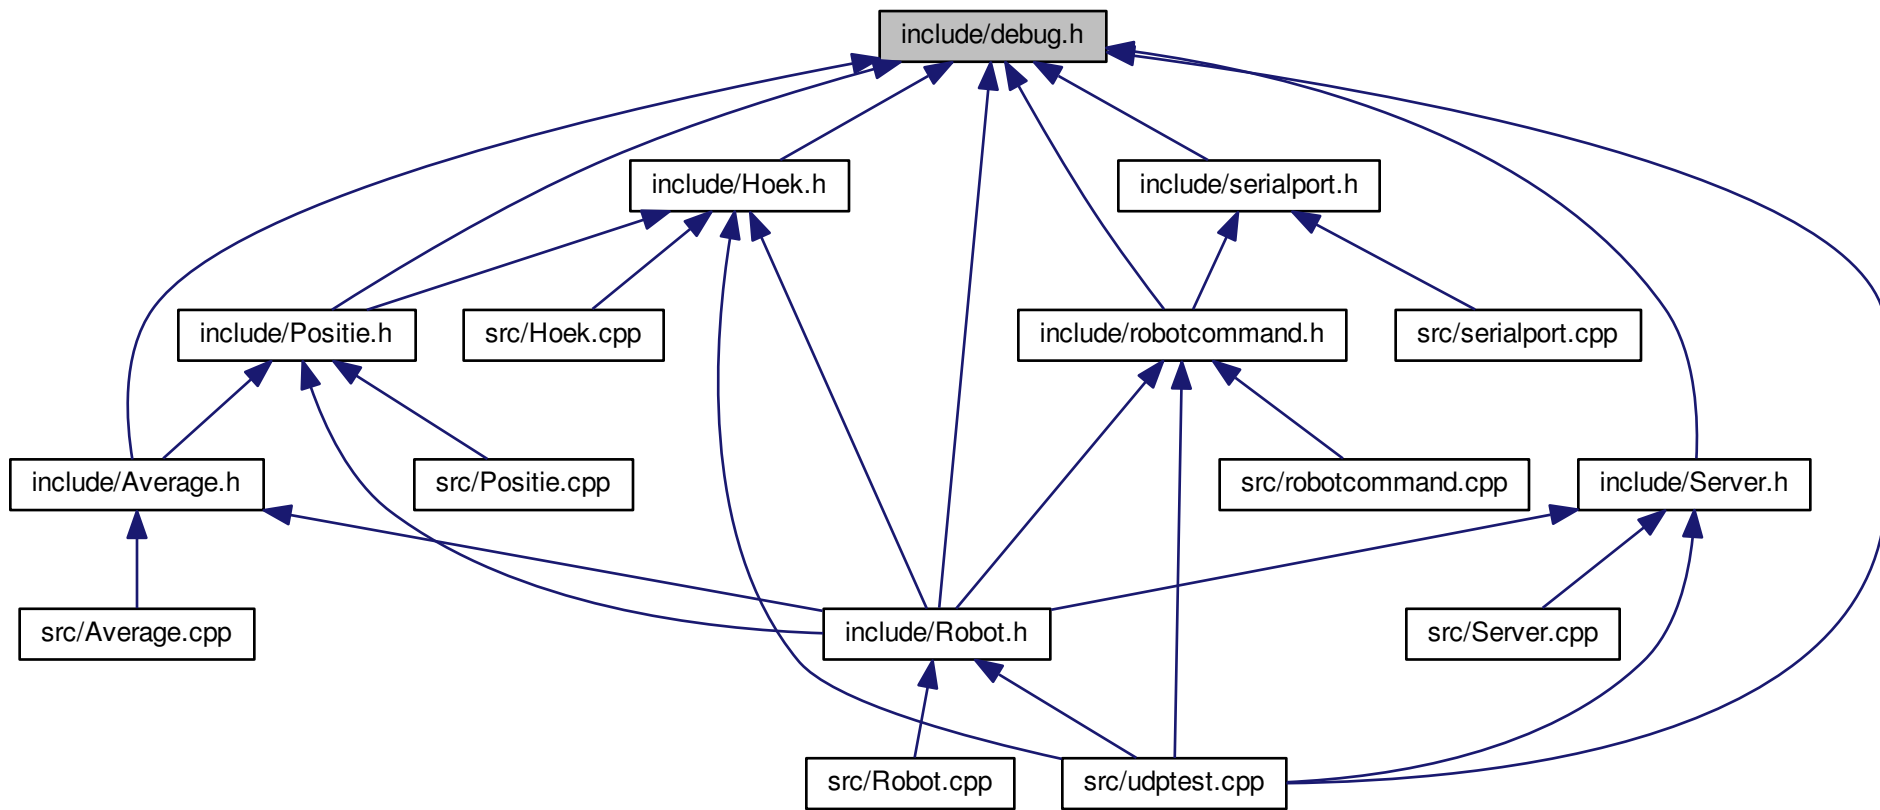 include/debug.h
include/Hoek.h
include/serialport.h
include/Positie.h
src/Hoek.cpp
include/robotcommand.h
src/serialport.cpp
include/Average.h
src/Positie.cpp
src/robotcommand.cpp
include/Server.h
src/Average.cpp
include/Robot.h
src/Server.cpp
src/Robot.cpp
src/udptest.cpp